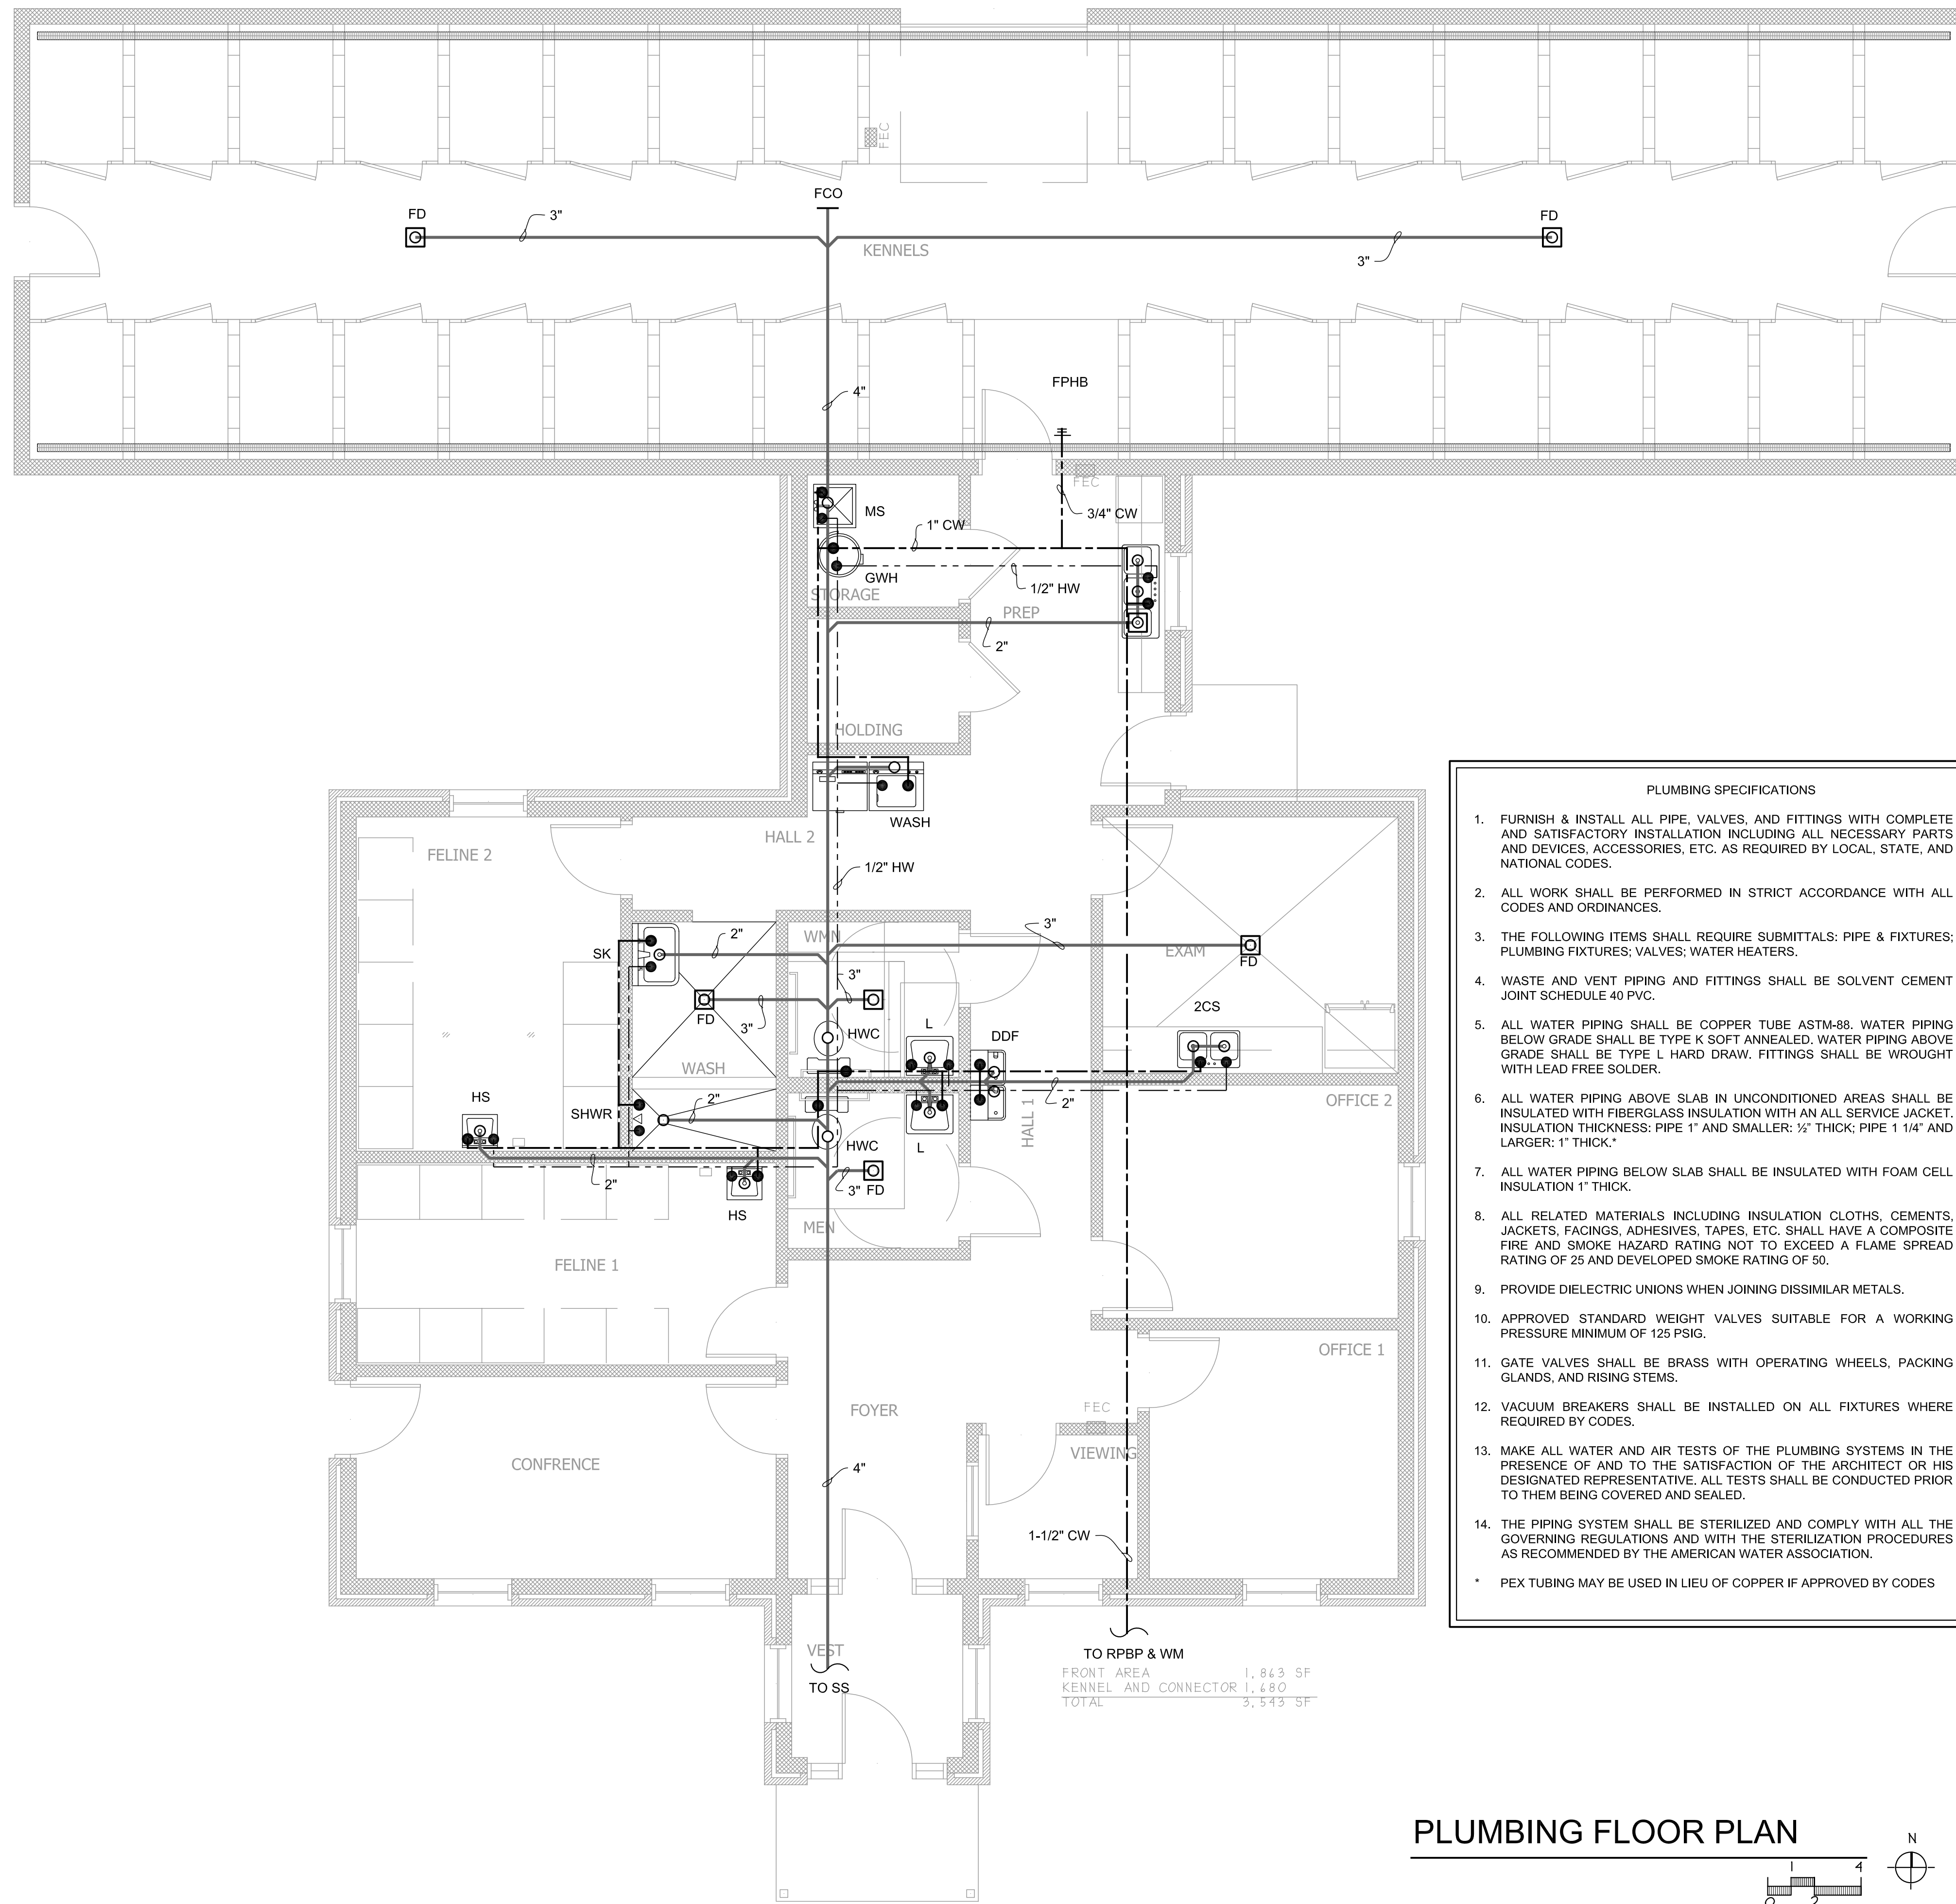 FEC
FCO
FD
3"
FD
3"
KENNELS
4"
FPHB
FEC
MS
3/4" CW
1" CW
GWH
1/2" HW
STORAGE
PREP
2"
HOLDING
WASH
HALL 2
FELINE 2
1/2" HW
3"
WMN
2"
SK
EXAM
FD
3"
2CS
FD
3"
HWC
L
DDF
WASH
HS
SHWR
2"
2"
OFFICE 2
HALL 1
HWC
L
2"
3" FD
HS
MEN
FELINE 1
OFFICE 1
FOYER
FEC
VIEWING
CONFRENCE
4"
1-1/2" CW
VEST
TO SS
TO RPBP & WM
FRONT AREA 1,863 SF
KENNEL AND CONNECTOR 1,680
TOTAL 3,543 SF
PLUMBING SPECIFICATIONS
1. FURNISH & INSTALL ALL PIPE, VALVES, AND FITTINGS WITH COMPLETE
AND SATISFACTORY INSTALLATION INCLUDING ALL NECESSARY PARTS
AND DEVICES, ACCESSORIES, ETC. AS REQUIRED BY LOCAL, STATE, AND
NATIONAL CODES.
2. ALL WORK SHALL BE PERFORMED IN STRICT ACCORDANCE WITH ALL
CODES AND ORDINANCES.
3. THE FOLLOWING ITEMS SHALL REQUIRE SUBMITTALS: PIPE & FIXTURES;
PLUMBING FIXTURES; VALVES; WATER HEATERS.
4. WASTE AND VENT PIPING AND FITTINGS SHALL BE SOLVENT CEMENT
JOINT SCHEDULE 40 PVC.
5. ALL WATER PIPING SHALL BE COPPER TUBE ASTM-88. WATER PIPING
BELOW GRADE SHALL BE TYPE K SOFT ANNEALED. WATER PIPING ABOVE
GRADE SHALL BE TYPE L HARD DRAW. FITTINGS SHALL BE WROUGHT
WITH LEAD FREE SOLDER.
6. ALL WATER PIPING ABOVE SLAB IN UNCONDITIONED AREAS SHALL BE
INSULATED WITH FIBERGLASS INSULATION WITH AN ALL SERVICE JACKET.
INSULATION THICKNESS: PIPE 1" AND SMALLER: ½" THICK; PIPE 1 1/4" AND
LARGER: 1" THICK.*
7. ALL WATER PIPING BELOW SLAB SHALL BE INSULATED WITH FOAM CELL
INSULATION 1” THICK.
8. ALL RELATED MATERIALS INCLUDING INSULATION CLOTHS, CEMENTS,
JACKETS, FACINGS, ADHESIVES, TAPES, ETC. SHALL HAVE A COMPOSITE
FIRE AND SMOKE HAZARD RATING NOT TO EXCEED A FLAME SPREAD
RATING OF 25 AND DEVELOPED SMOKE RATING OF 50.
9. PROVIDE DIELECTRIC UNIONS WHEN JOINING DISSIMILAR METALS.
10. APPROVED STANDARD WEIGHT VALVES SUITABLE FOR A WORKING
PRESSURE MINIMUM OF 125 PSIG.
11. GATE VALVES SHALL BE BRASS WITH OPERATING WHEELS, PACKING
GLANDS, AND RISING STEMS.
12. VACUUM BREAKERS SHALL BE INSTALLED ON ALL FIXTURES WHERE
REQUIRED BY CODES.
13. MAKE ALL WATER AND AIR TESTS OF THE PLUMBING SYSTEMS IN THE
PRESENCE OF AND TO THE SATISFACTION OF THE ARCHITECT OR HIS
DESIGNATED REPRESENTATIVE. ALL TESTS SHALL BE CONDUCTED PRIOR
TO THEM BEING COVERED AND SEALED.
14. THE PIPING SYSTEM SHALL BE STERILIZED AND COMPLY WITH ALL THE
GOVERNING REGULATIONS AND WITH THE STERILIZATION PROCEDURES
AS RECOMMENDED BY THE AMERICAN WATER ASSOCIATION.
* PEX TUBING MAY BE USED IN LIEU OF COPPER IF APPROVED BY CODES
PLUMBING FLOOR PLAN
N
1 4
0 2